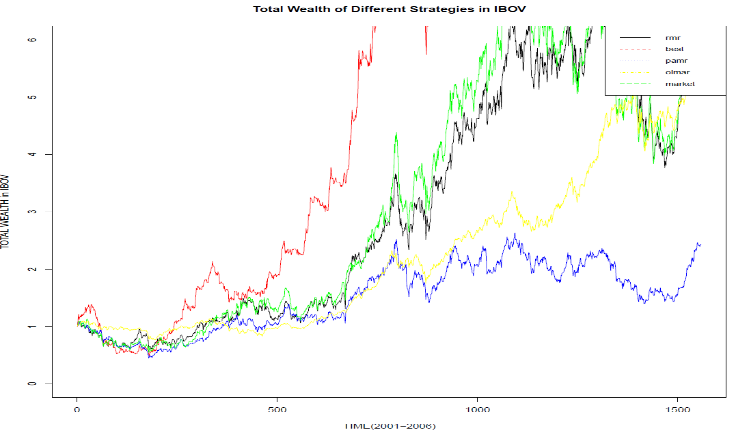 Total Wealth of Different Strategies in IBOV
TOTAL WEALTH in IBOV
6
5
4
3
2
1
0
rmr
best
pamr
olmar
market
0
500
1000
1500
TIME(2001-2006)